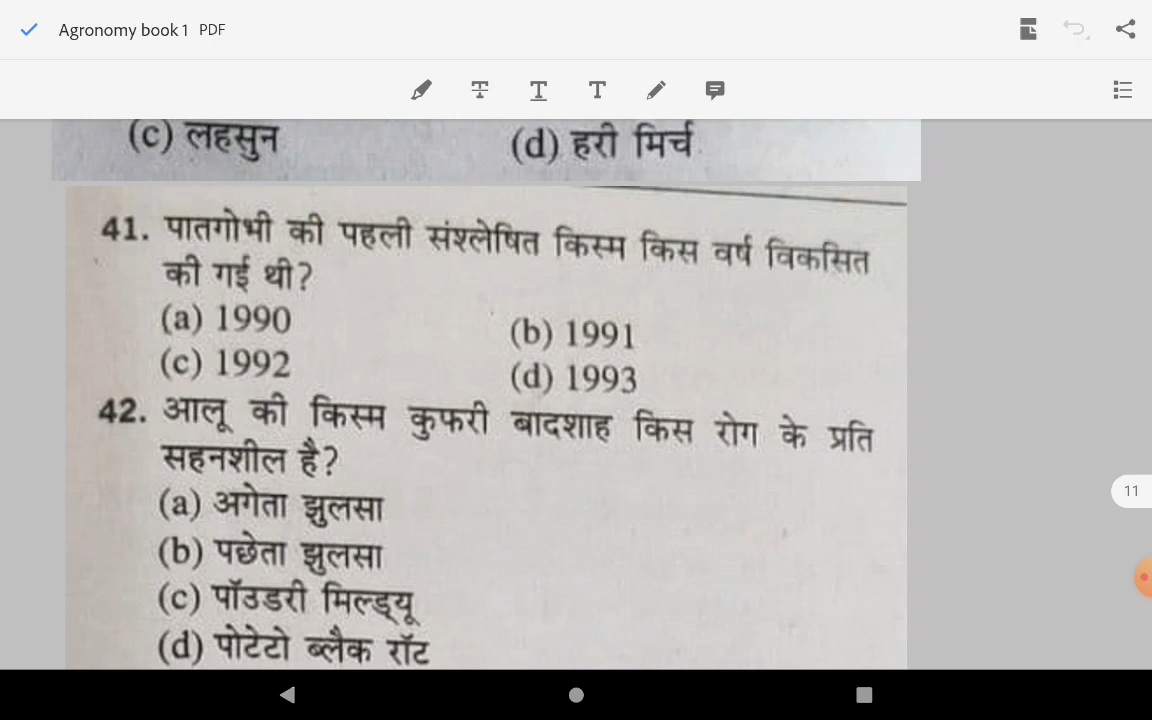 Agronomy book 1 PDF
(c) लहसुन (d) हरी मिर्च
41. पातगोभी की पहली संश्लेषित किस्म किस वर्ष विकसित
की गई थी?
(a) 1990 (b) 1991
(c) 1992 (d) 1993
42. आलू की किस्म कुफरी बादशाह किस रोग के प्रति
सहनशील है?
11
(a) अगेता झुलसा
(b) पछेता झुलसा
(c) पॉउडरी मिल्ड्यू
(d) पोटेटो ब्लैक रॉट